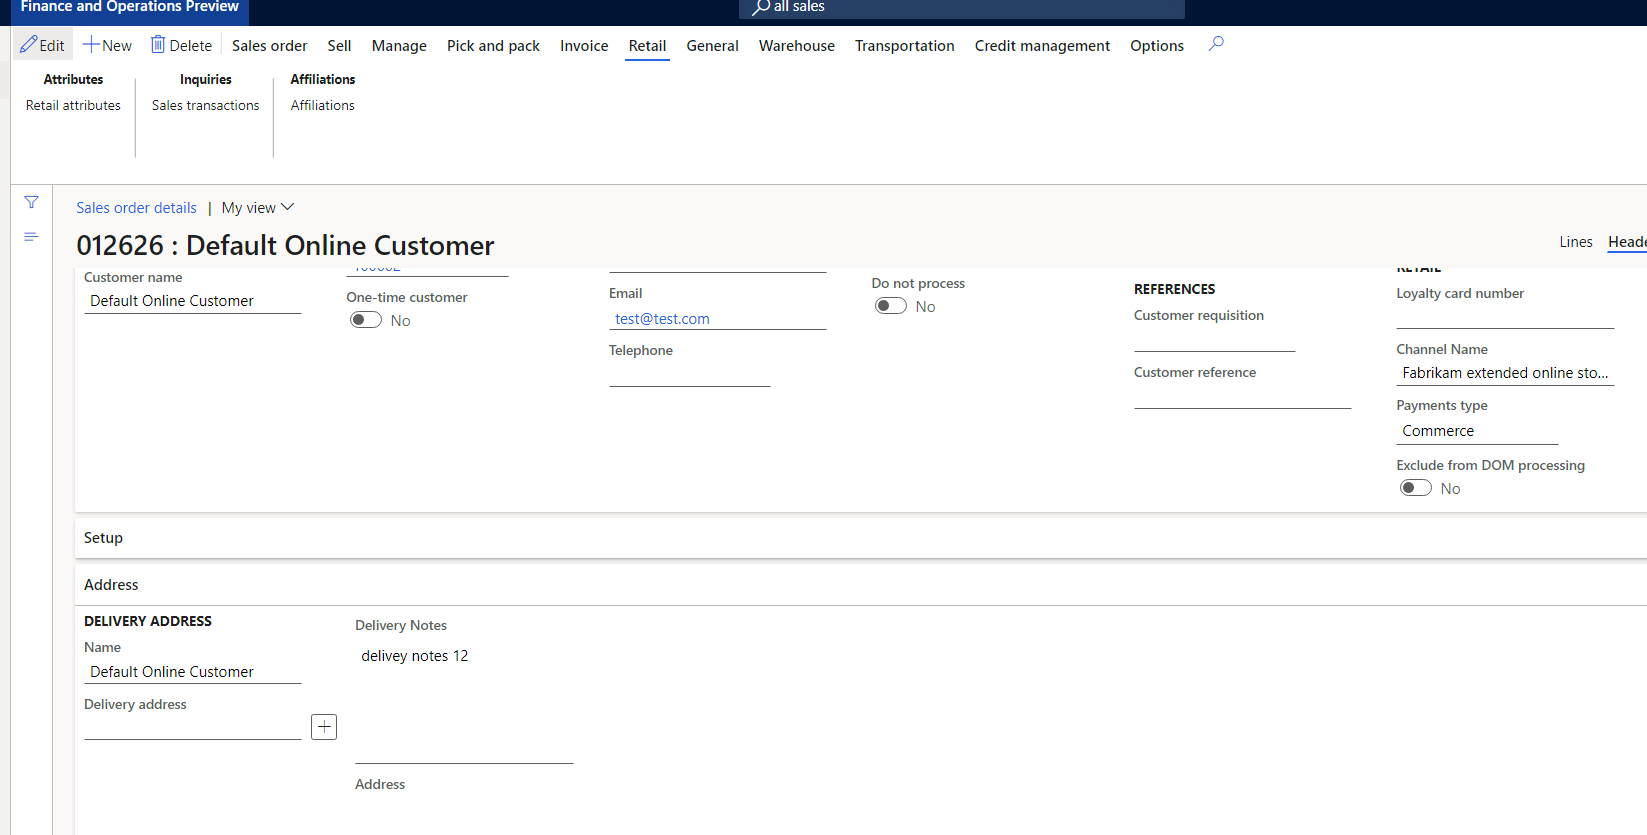 Finance and Operations Preview
all sales
Edit
New
Delete
Sales order
Sell
Manage
Pick and pack
Invoice
Retail
General
Warehouse
Transportation
Credit management
Options
Attributes
Retail attributes
Inquiries
Sales transactions
Affiliations
Affiliations
Sales order details | My view
012626 : Default Online Customer
Lines
Heade
Customer name
Default Online Customer
One-time customer
No
Email
test@test.com
Telephone
Do not process
No
REFERENCES
Customer requisition
Customer reference
RETAIL
Loyalty card number
Channel Name
Fabrikam extended online sto...
Payments type
Commerce
Exclude from DOM processing
No
Setup
Address
DELIVERY ADDRESS
Name
Default Online Customer
Delivery address
Delivery Notes
delivey notes 12
Address